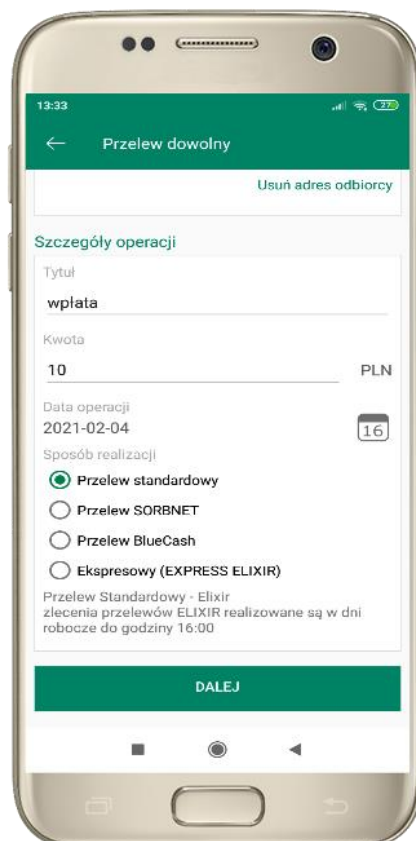 13:33
27
Przelew dowolny
Usuń adres odbiorcy
Szczegóły operacji
Tytuł
wpłata
Kwota
10 PLN
Data operacji
2021-02-04
16
Sposób realizacji
Przelew standardowy
Przelew SORBNET
Przelew BlueCash
Ekspresowy (EXPRESS ELIXIR)
Przelew Standardowy - Elixir
zlecenia przelewów ELIXIR realizowane są w dni
robocze do godziny 16:00
DALEJ